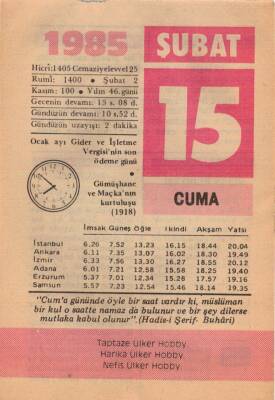 1985 ŞUBAT
Hicrî:1405 Cemaziyelevvel 25
Rumî: 1400 • Şubat 2
Kasım: 100 • Yılın 46. günü
Gecenin devamı: 13 s. 08 d.
Gündüzün devamı: 10 s.52 d.
Gündüzün uzayışı: 2 dakika
15
Ocak ayı Gider ve İşletme
Vergisi'nin son
ödeme günü
•
Gümüşhane
ve Maçka'nın
kurtuluşu
(1918)
CUMA
İmsak Güneş Öğle İkindi Akşam Yatsı
İstanbul 6.26 7.52 13.23 16.15 18.44 20.04
Ankara 6.11 7.35 13.07 16.02 18.30 19.49
İzmir 6.33 7.56 13.30 16.27 18.55 20.12
Adana 6.01 7.21 12.58 15.58 18.25 19.40
Erzurum 5.37 7.01 12.34 15.28 17.57 19.16
Samsun 5.57 7.23 12.54 15.46 18.14 19.35
"Cum'a gününde öyle bir saat vardır ki, müslüman
bir kul o saatte namaz da bulunur ve bir şey dilerse
mutlaka kabul olunur".(Hadis-i Şerif- Buhâri)
Taptaze Ülker Hobby
Harika Ülker Hobby
Nefis Ülker Hobby